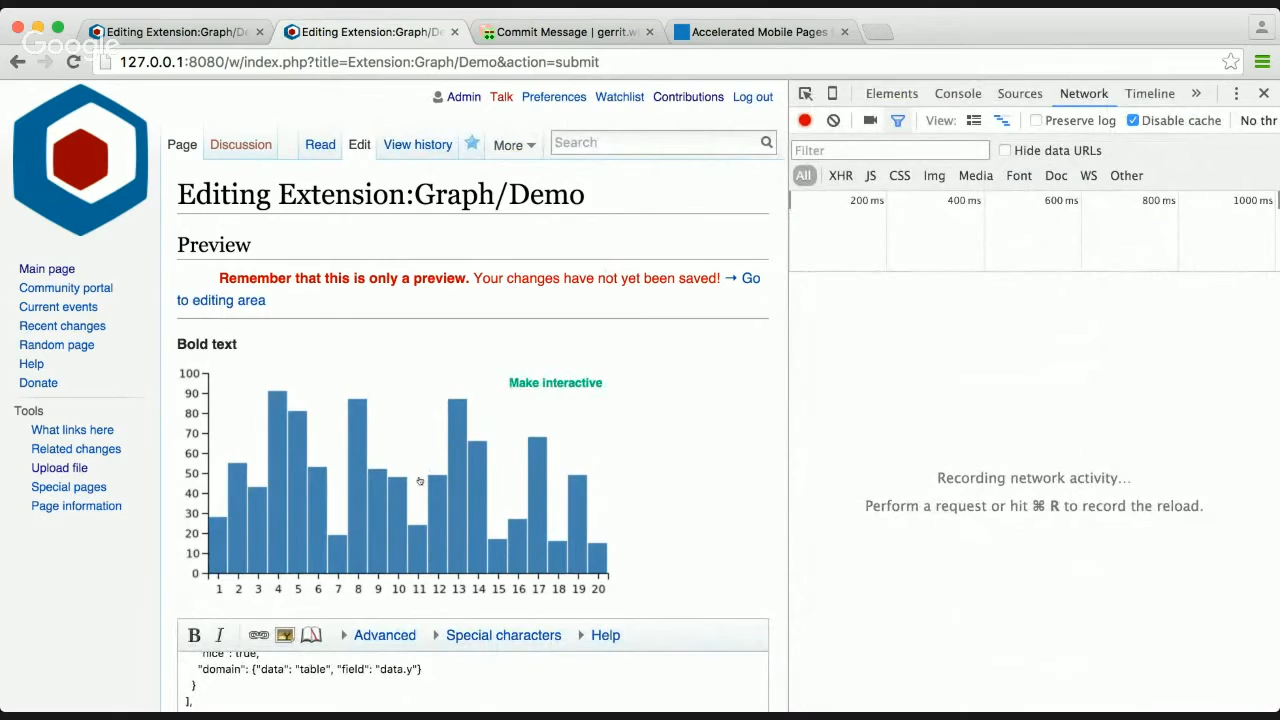 Editing Extension:Graph/De
Editing Extension:Graph/De
Commit Message | gerrit.w
Accelerated Mobile Pages
Google
127.0.0.1:8080/w/index.php?title=Extension:Graph/Demo&action=submit
Admin Talk Preferences Watchlist Contributions Log out
Page Discussion Read Edit View history More Search
Editing Extension:Graph/Demo
Preview
Remember that this is only a preview. Your changes have not yet been saved! → Go
to editing area
Bold text
Make interactive
100
90
80
70
60
50
40
30
20
10
0
1 2 3 4 5 6 7 8 9 10 11 12 13 14 15 16 17 18 19 20
B I Advanced Special characters Help
"nice": true,
"domain": {"data": "table", "field": "data.y"}
}
],
Main page
Community portal
Current events
Recent changes
Random page
Help
Donate
Tools
What links here
Related changes
Upload file
Special pages
Page information
Elements Console Sources Network Timeline »
View: Preserve log Disable cache No thr
Filter Hide data URLs
All XHR JS CSS Img Media Font Doc WS Other
200 ms 400 ms 600 ms 800 ms 1000 ms
Recording network activity...
Perform a request or hit ⌘ R to record the reload.